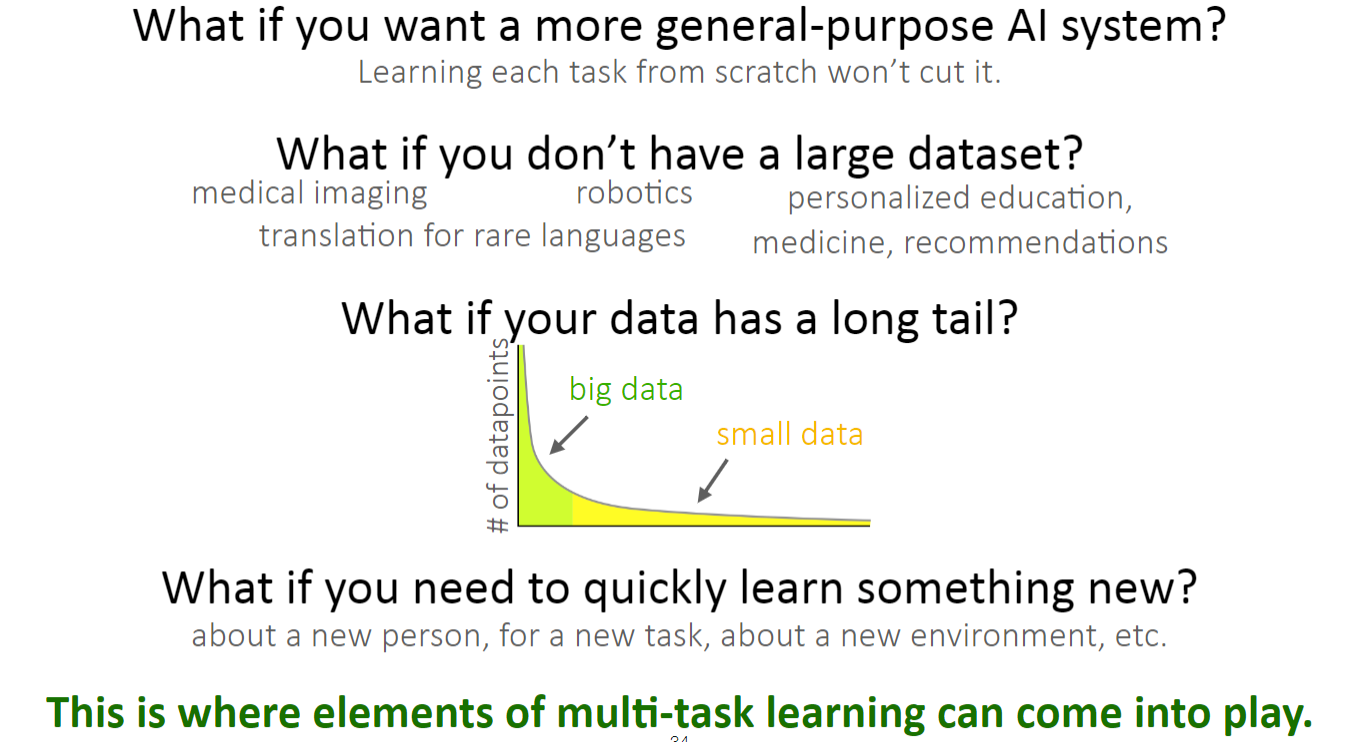 What if you want a more general-purpose AI system?
Learning each task from scratch won't cut it.
What if you don't have a large dataset?
medical imaging
robotics
personalized education,
translation for rare languages
medicine, recommendations
What if your data has a long tail?
# of datapoints
big data
small data
What if you need to quickly learn something new?
about a new person, for a new task, about a new environment, etc.
This is where elements of multi-task learning can come into play.
34